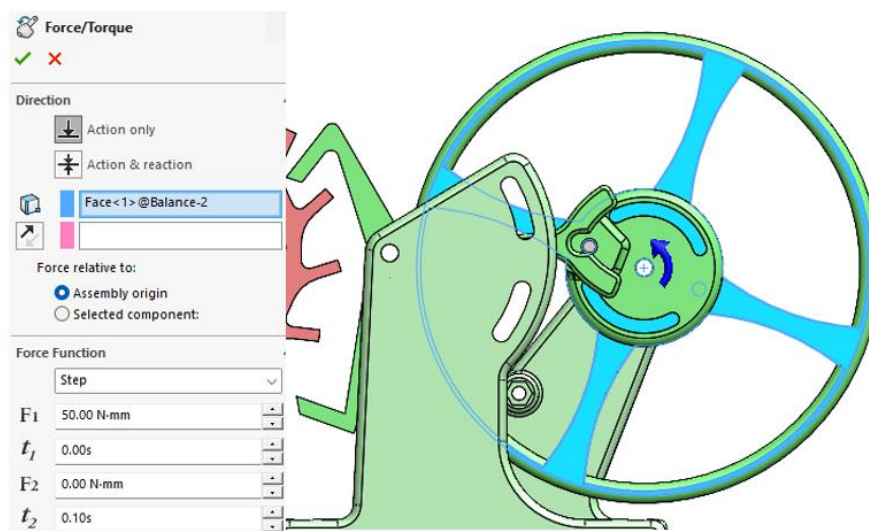 Force/Torque
Direction
Action only
Action & reaction
Face<1>@Balance-2
Force relative to:
Assembly origin
Selected component:
Force Function
Step
F1 50.00 N-mm
t1 0.00s
F2 0.00 N-mm
t2 0.10s